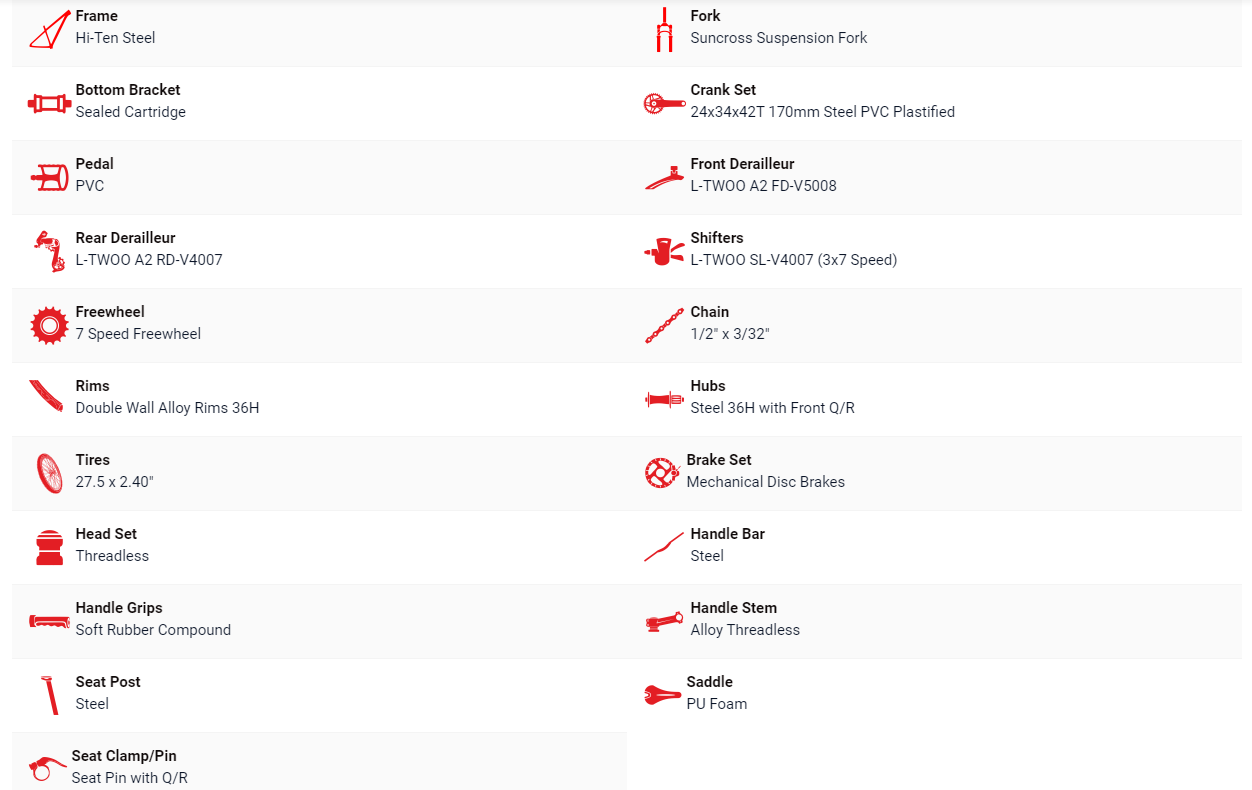 Frame
Hi-Ten Steel
Fork
Suncross Suspension Fork
Bottom Bracket
Sealed Cartridge
Crank Set
24x34x42T 170mm Steel PVC Plastified
Pedal
PVC
Front Derailleur
L-TWOO A2 FD-V5008
Rear Derailleur
L-TWOO A2 RD-V4007
Shifters
L-TWOO SL-V4007 (3x7 Speed)
Freewheel
7 Speed Freewheel
Chain
1/2" x 3/32"
Rims
Double Wall Alloy Rims 36H
Hubs
Steel 36H with Front Q/R
Tires
27.5 x 2.40"
Brake Set
Mechanical Disc Brakes
Head Set
Threadless
Handle Bar
Steel
Handle Grips
Soft Rubber Compound
Handle Stem
Alloy Threadless
Seat Post
Steel
Saddle
PU Foam
Seat Clamp/Pin
Seat Pin with Q/R